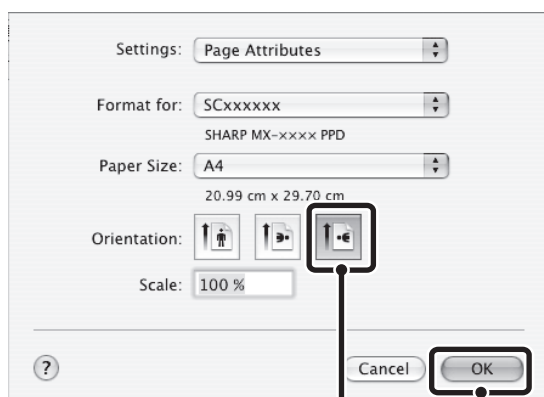 Settings: Page Attributes
Format for: SCxxxxxx
SHARP MX-×××× PPD
Paper Size: A4
20.99 cm x 29.70 cm
Orientation:
Scale: 100 %
? Cancel OK